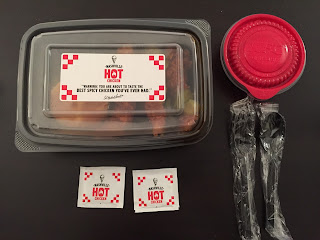 NASHVILLE
HOT
CHICKEN
"WARNING: YOU ARE ABOUT TO TASTE THE
BEST SPICY CHICKEN YOU'VE EVER HAD."
NASHVILLE
HOT
CHICKEN
NASHVILLE
HOT
CHICKEN